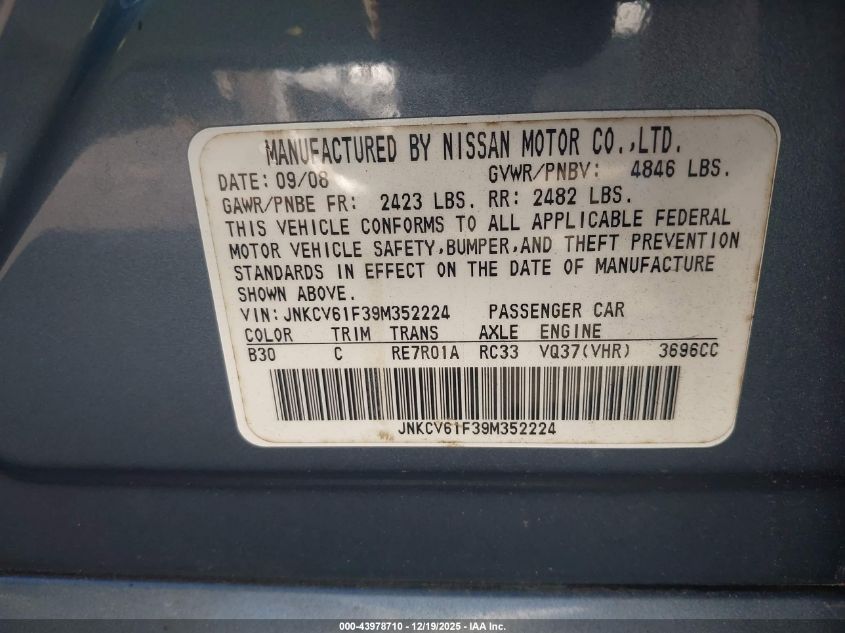 MANUFACTURED BY NISSAN MOTOR CO.,LTD.
DATE: 09/08 GVWR/PNBV: 4846 LBS.
GAWR/PNBE FR: 2423 LBS. RR: 2482 LBS.
THIS VEHICLE CONFORMS TO ALL APPLICABLE FEDERAL
MOTOR VEHICLE SAFETY,BUMPER,AND THEFT PREVENTION
STANDARDS IN EFFECT ON THE DATE OF MANUFACTURE
SHOWN ABOVE.
VIN: JNKCV61F39M352224 PASSENGER CAR
COLOR TRIM TRANS AXLE ENGINE
B30 C RE7R01A RC33 VQ37(VHR) 3696CC
JNKCV61F39M352224
000-43978710 - 12/19/2025 - IAA Inc.